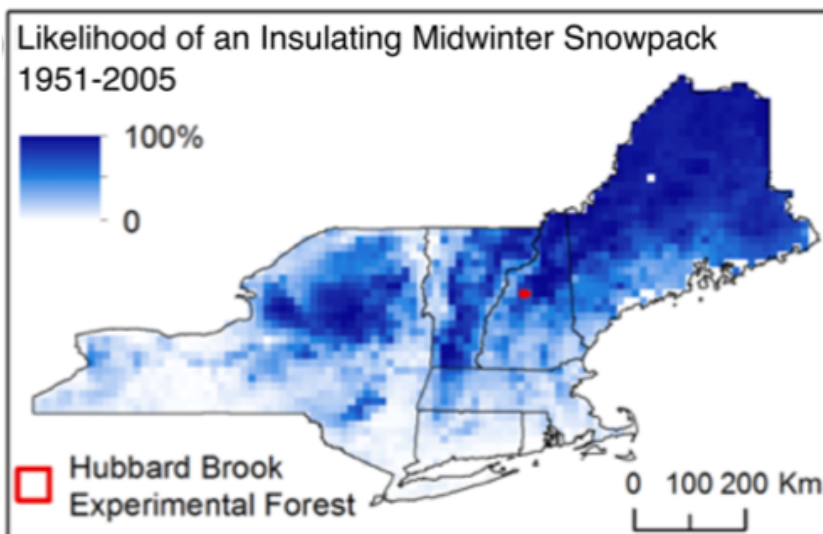 Likelihood of an Insulating Midwinter Snowpack
1951-2005
100%
0
Hubbard Brook
Experimental Forest
0 100 200 Km